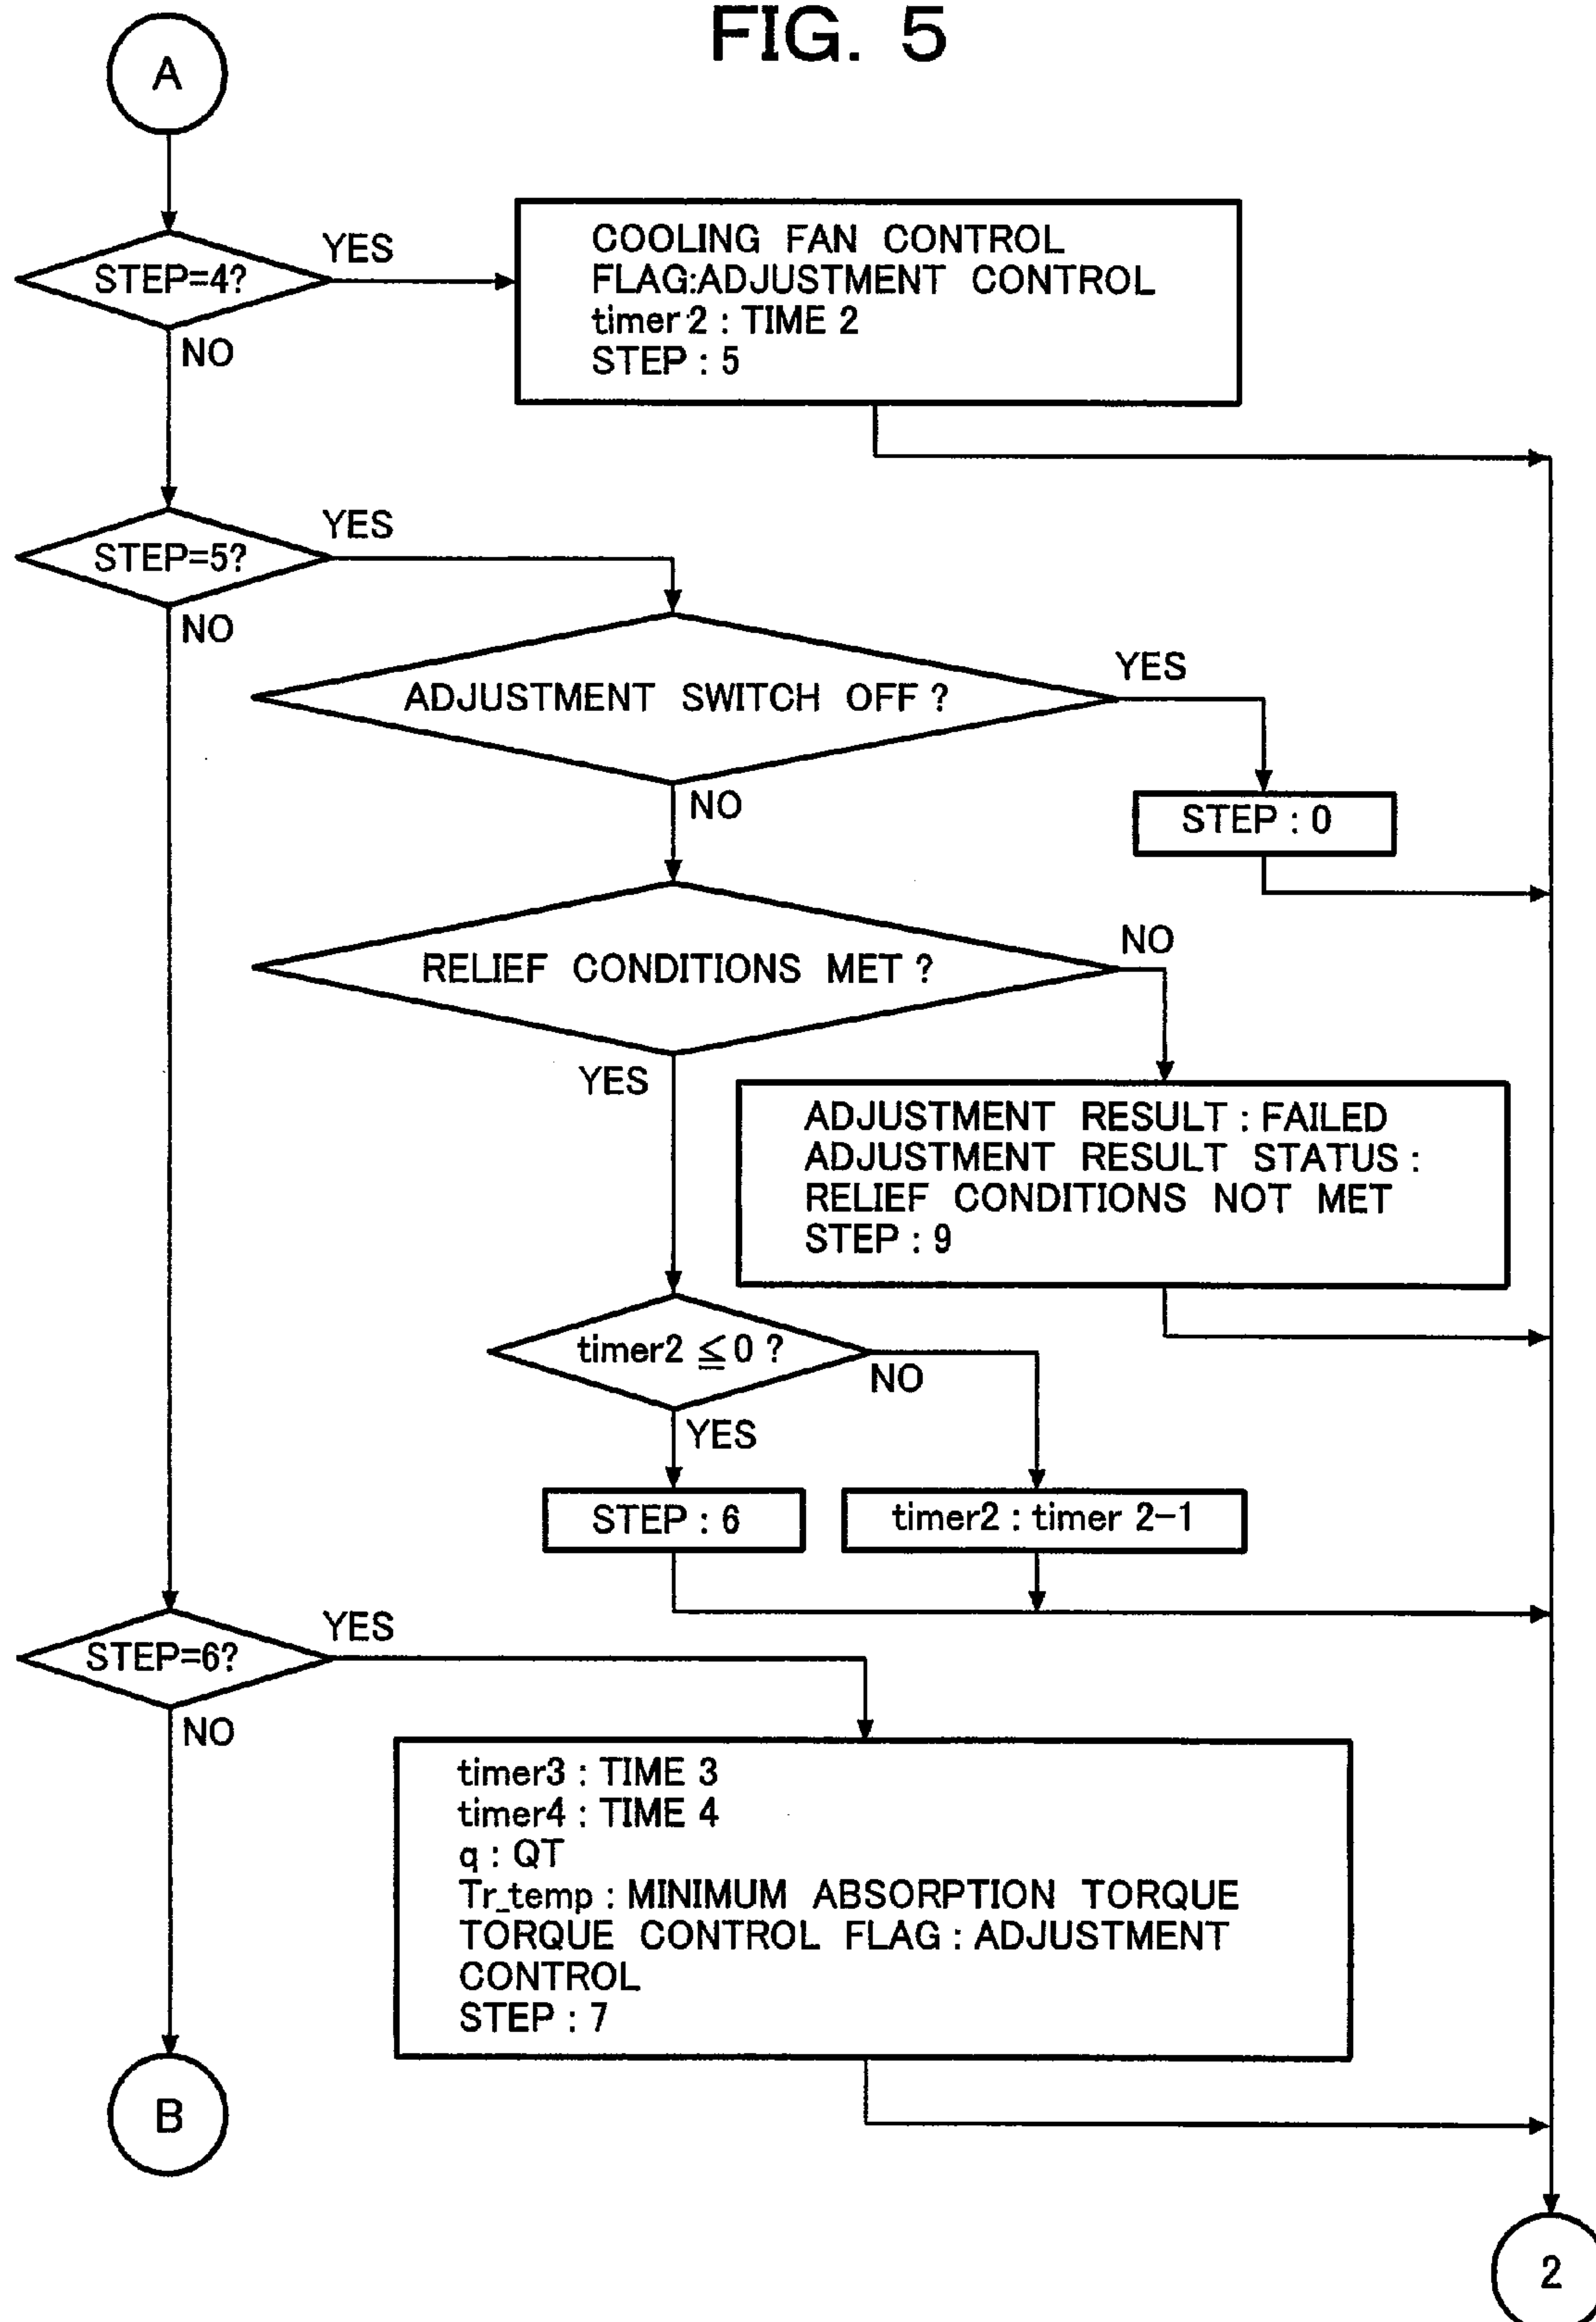 FIG. 5
A
STEP=4?
YES
NO
COOLING FAN CONTROL
FLAG:ADJUSTMENT CONTROL
timer 2 : TIME 2
STEP : 5
STEP=5?
YES
NO
ADJUSTMENT SWITCH OFF ?
YES
NO
STEP : 0
RELIEF CONDITIONS MET ?
NO
YES
ADJUSTMENT RESULT : FAILED
ADJUSTMENT RESULT STATUS :
RELIEF CONDITIONS NOT MET
STEP : 9
timer2 ≦ 0 ?
NO
YES
STEP : 6
timer2 : timer 2-1
STEP=6?
YES
NO
timer3 : TIME 3
timer4 : TIME 4
q : QT
Tr_temp : MINIMUM ABSORPTION TORQUE
TORQUE CONTROL FLAG : ADJUSTMENT
CONTROL
STEP : 7
B
2